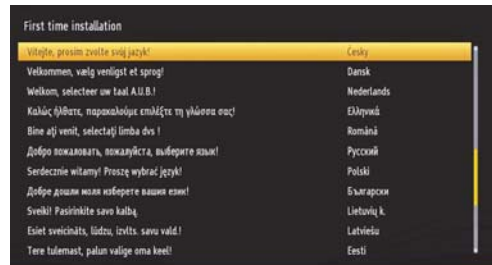 First time installation
Vitejte, prosím zvolte svůj jazyk! Česky
Velkommen, vælg venligst et sprog! Dansk
Welkom, selecteer uw taal A.U.B.! Nederlands
Καλώς ήλθατε, παρακαλούμε επιλέξτε τη γλώσσα σας! Ελληνικά
Bine aţi venit, selectaţi limba dvs ! Română
Добро пожаловать, пожалуйста, выберите язык! Русский
Serdecznie witamy! Proszę wybrać język! Polski
Добре дошли моля изберете вашия език! Български
Sveiki! Pasirinkite savo kalbą. Lietuvių k.
Esiet sveicināts, lūdzu, izvlts. savu vald.! Latviešu
Tere tulemast, palun valige oma keel! Eesti